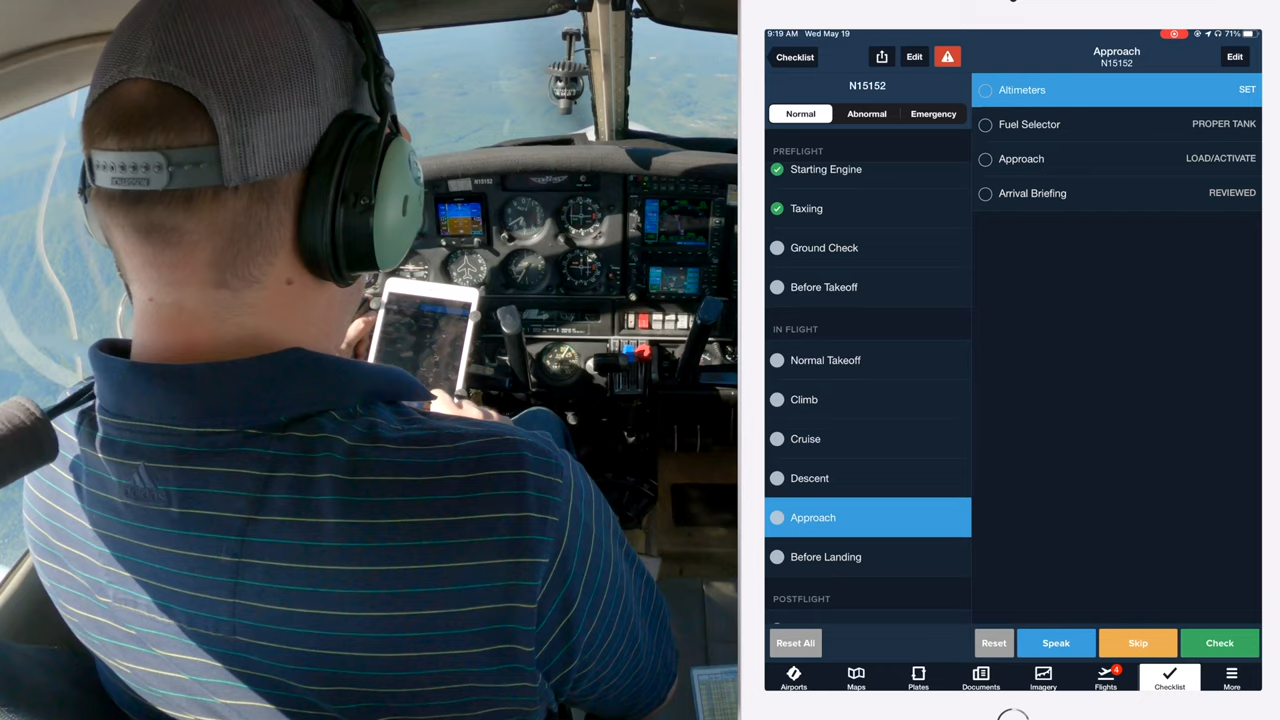 N15152
adidas
9:19 AM Wed May 19
71%
Checklist
Edit
Approach
N15152
Edit
N15152
Normal
Abnormal
Emergency
PREFLIGHT
Starting Engine
Taxiing
Ground Check
Before Takeoff
IN FLIGHT
Normal Takeoff
Climb
Cruise
Descent
Approach
Before Landing
POSTFLIGHT
Reset All
Altimeters SET
Fuel Selector PROPER TANK
Approach LOAD/ACTIVATE
Arrival Briefing REVIEWED
Reset
Speak
Skip
Check
Airports
Maps
Plates
Documents
Imagery
4
Flights
Checklist
More